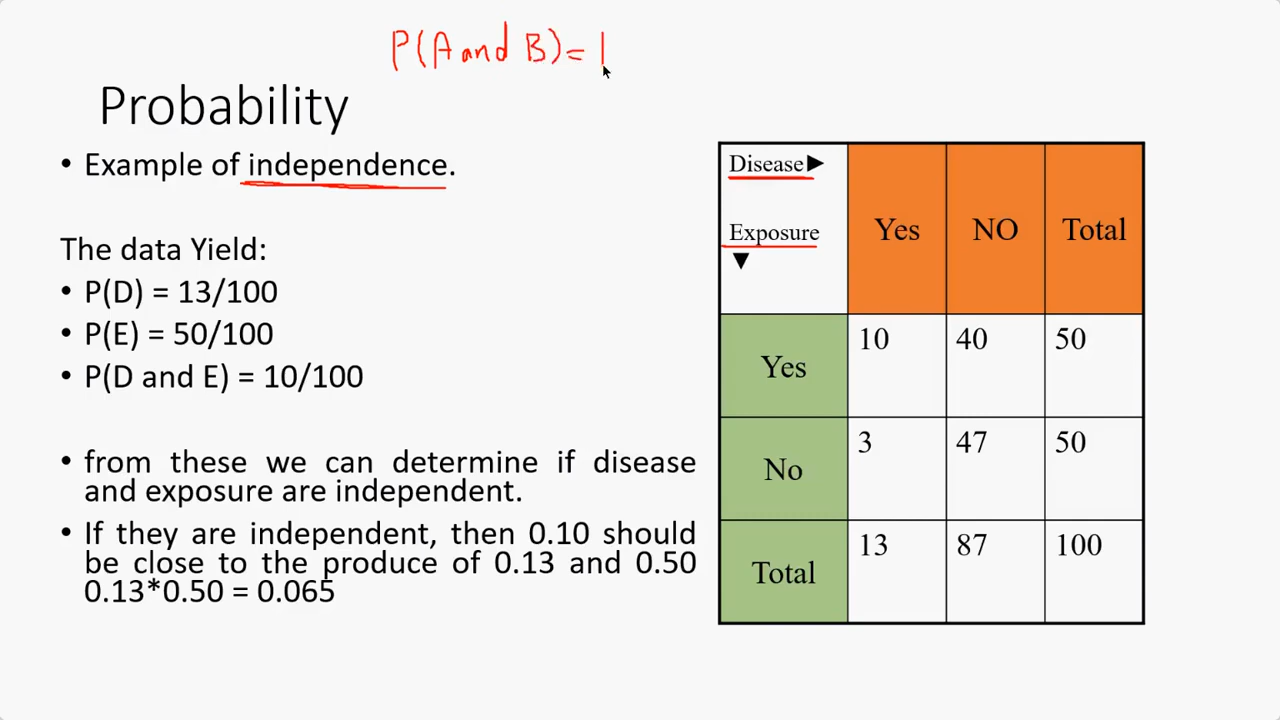 P(A and B)= |
Probability
• Example of independence.
The data Yield:
• P(D) = 13/100
• P(E) = 50/100
• P(D and E) = 10/100
• from these we can determine if disease
and exposure are independent.
• If they are independent, then 0.10 should
be close to the produce of 0.13 and 0.50
0.13*0.50 = 0.065
Disease►
Exposure
▼
Yes NO Total
Yes 10 40 50
No 3 47 50
Total 13 87 100